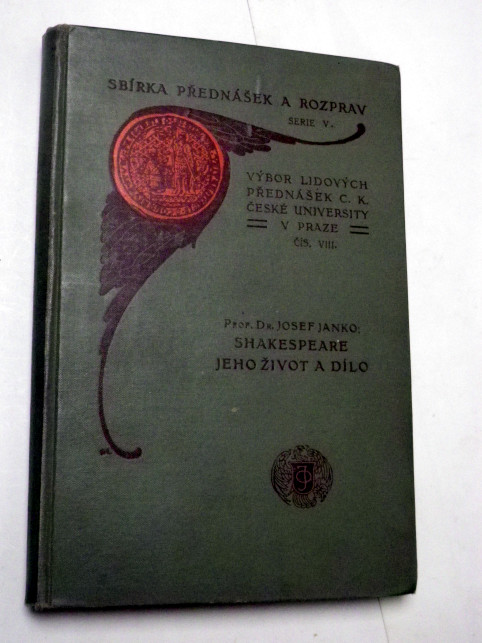 SBÍRKA PŘEDNÁŠEK A ROZPRAV
SERIE V.
VÝBOR LIDOVÝCH
PŘEDNÁŠEK C. K.
ČESKÉ UNIVERSITY
V PRAZE
ČÍS. VIII.
PROF. DR. JOSEF JANKO:
SHAKESPEARE
JEHO ŽIVOT A DÍLO